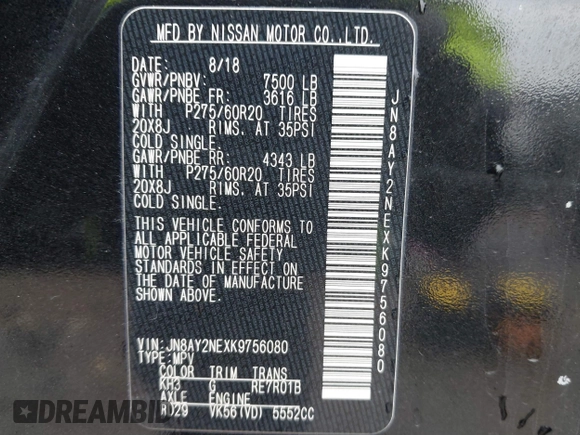 MFD BY NISSAN MOTOR CO.,LTD.
DATE: 8/18
GVWR/PNBV: 7500 LB
GAWR/PNBE FR: 3616 LB
WITH P275/60R20 TIRES
20X8J RIMS, AT 35PSI
COLD SINGLE.
GAWR/PNBE RR: 4343 LB
WITH P275/60R20 TIRES
20X8J RIMS, AT 35PSI
COLD SINGLE.
THIS VEHICLE CONFORMS TO
ALL APPLICABLE FEDERAL
MOTOR VEHICLE SAFETY
STANDARDS IN EFFECT ON
THE DATE OF MANUFACTURE
SHOWN ABOVE.
VIN:JN8AY2NEXK9756080
TYPE:MPV
COLOR TRIM TRANS
KH3 G RE7R01B
AXLE ENGINE
VK56(VD) 5552CC
JN8AY2NEXK9756080
DREAMBID